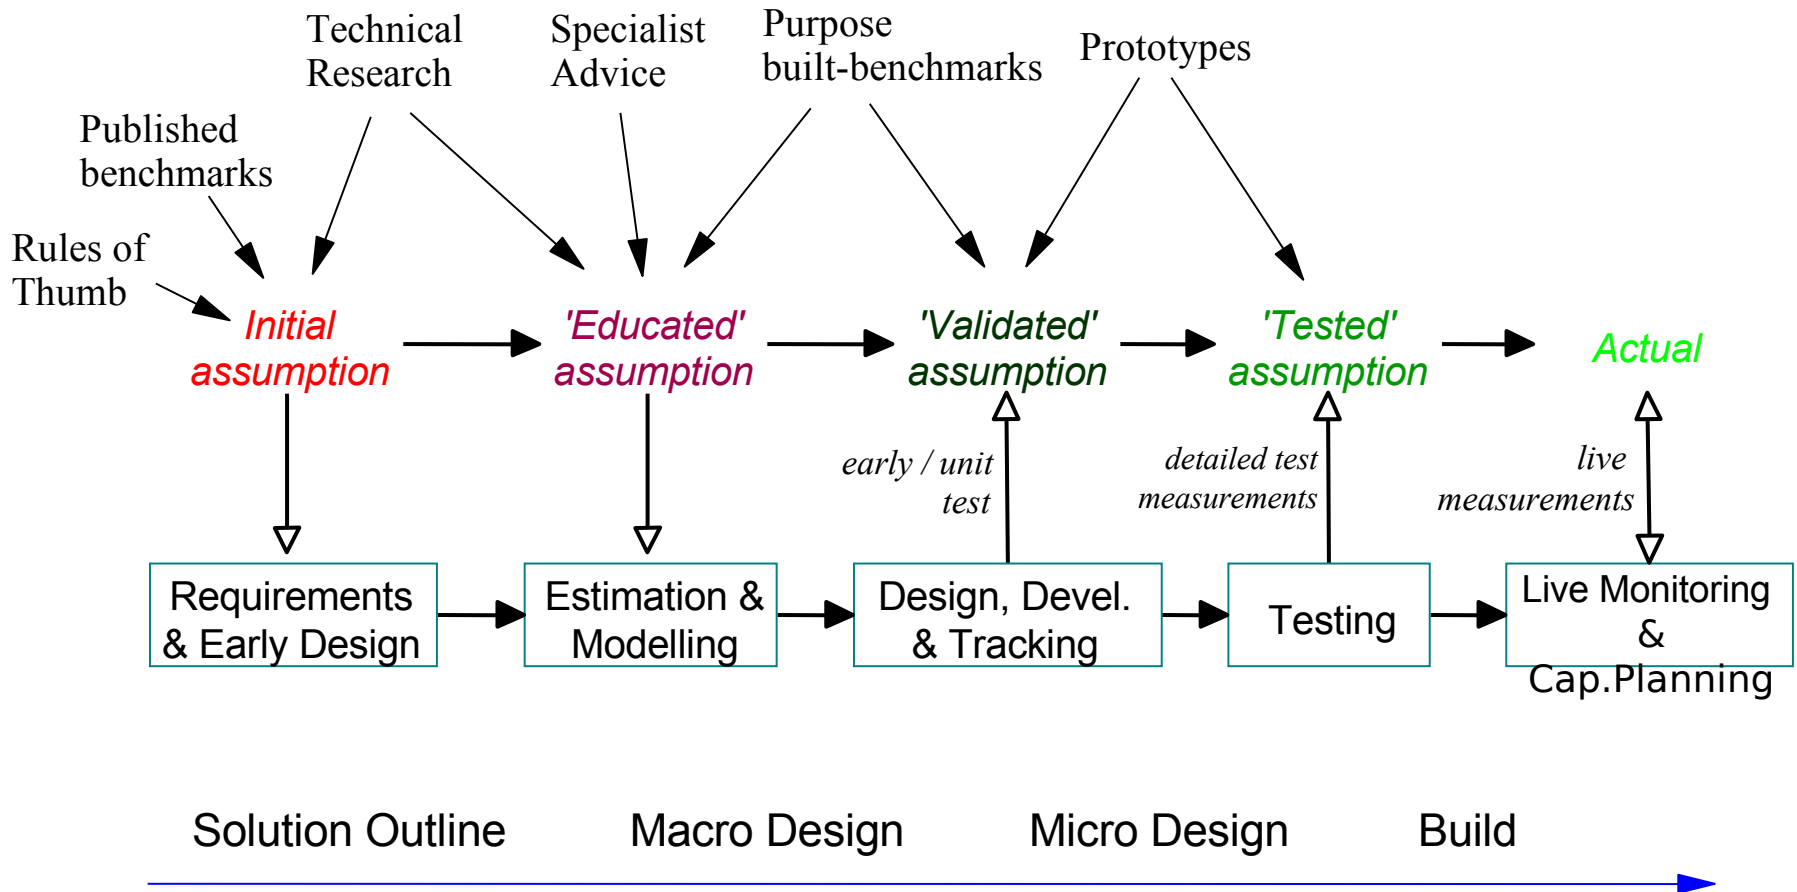 Technical
Research
Specialist
Advice
Purpose
built-benchmarks
Prototypes
Published
benchmarks
Rules of
Thumb
Initial
assumption
'Educated'
assumption
'Validated'
assumption
'Tested'
assumption
Actual
early / unit
test
detailed test
measurements
live
measurements
Requirements
& Early Design
Estimation &
Modelling
Design, Devel.
& Tracking
Testing
Live Monitoring
&
Cap.Planning
Solution Outline
Macro Design
Micro Design
Build